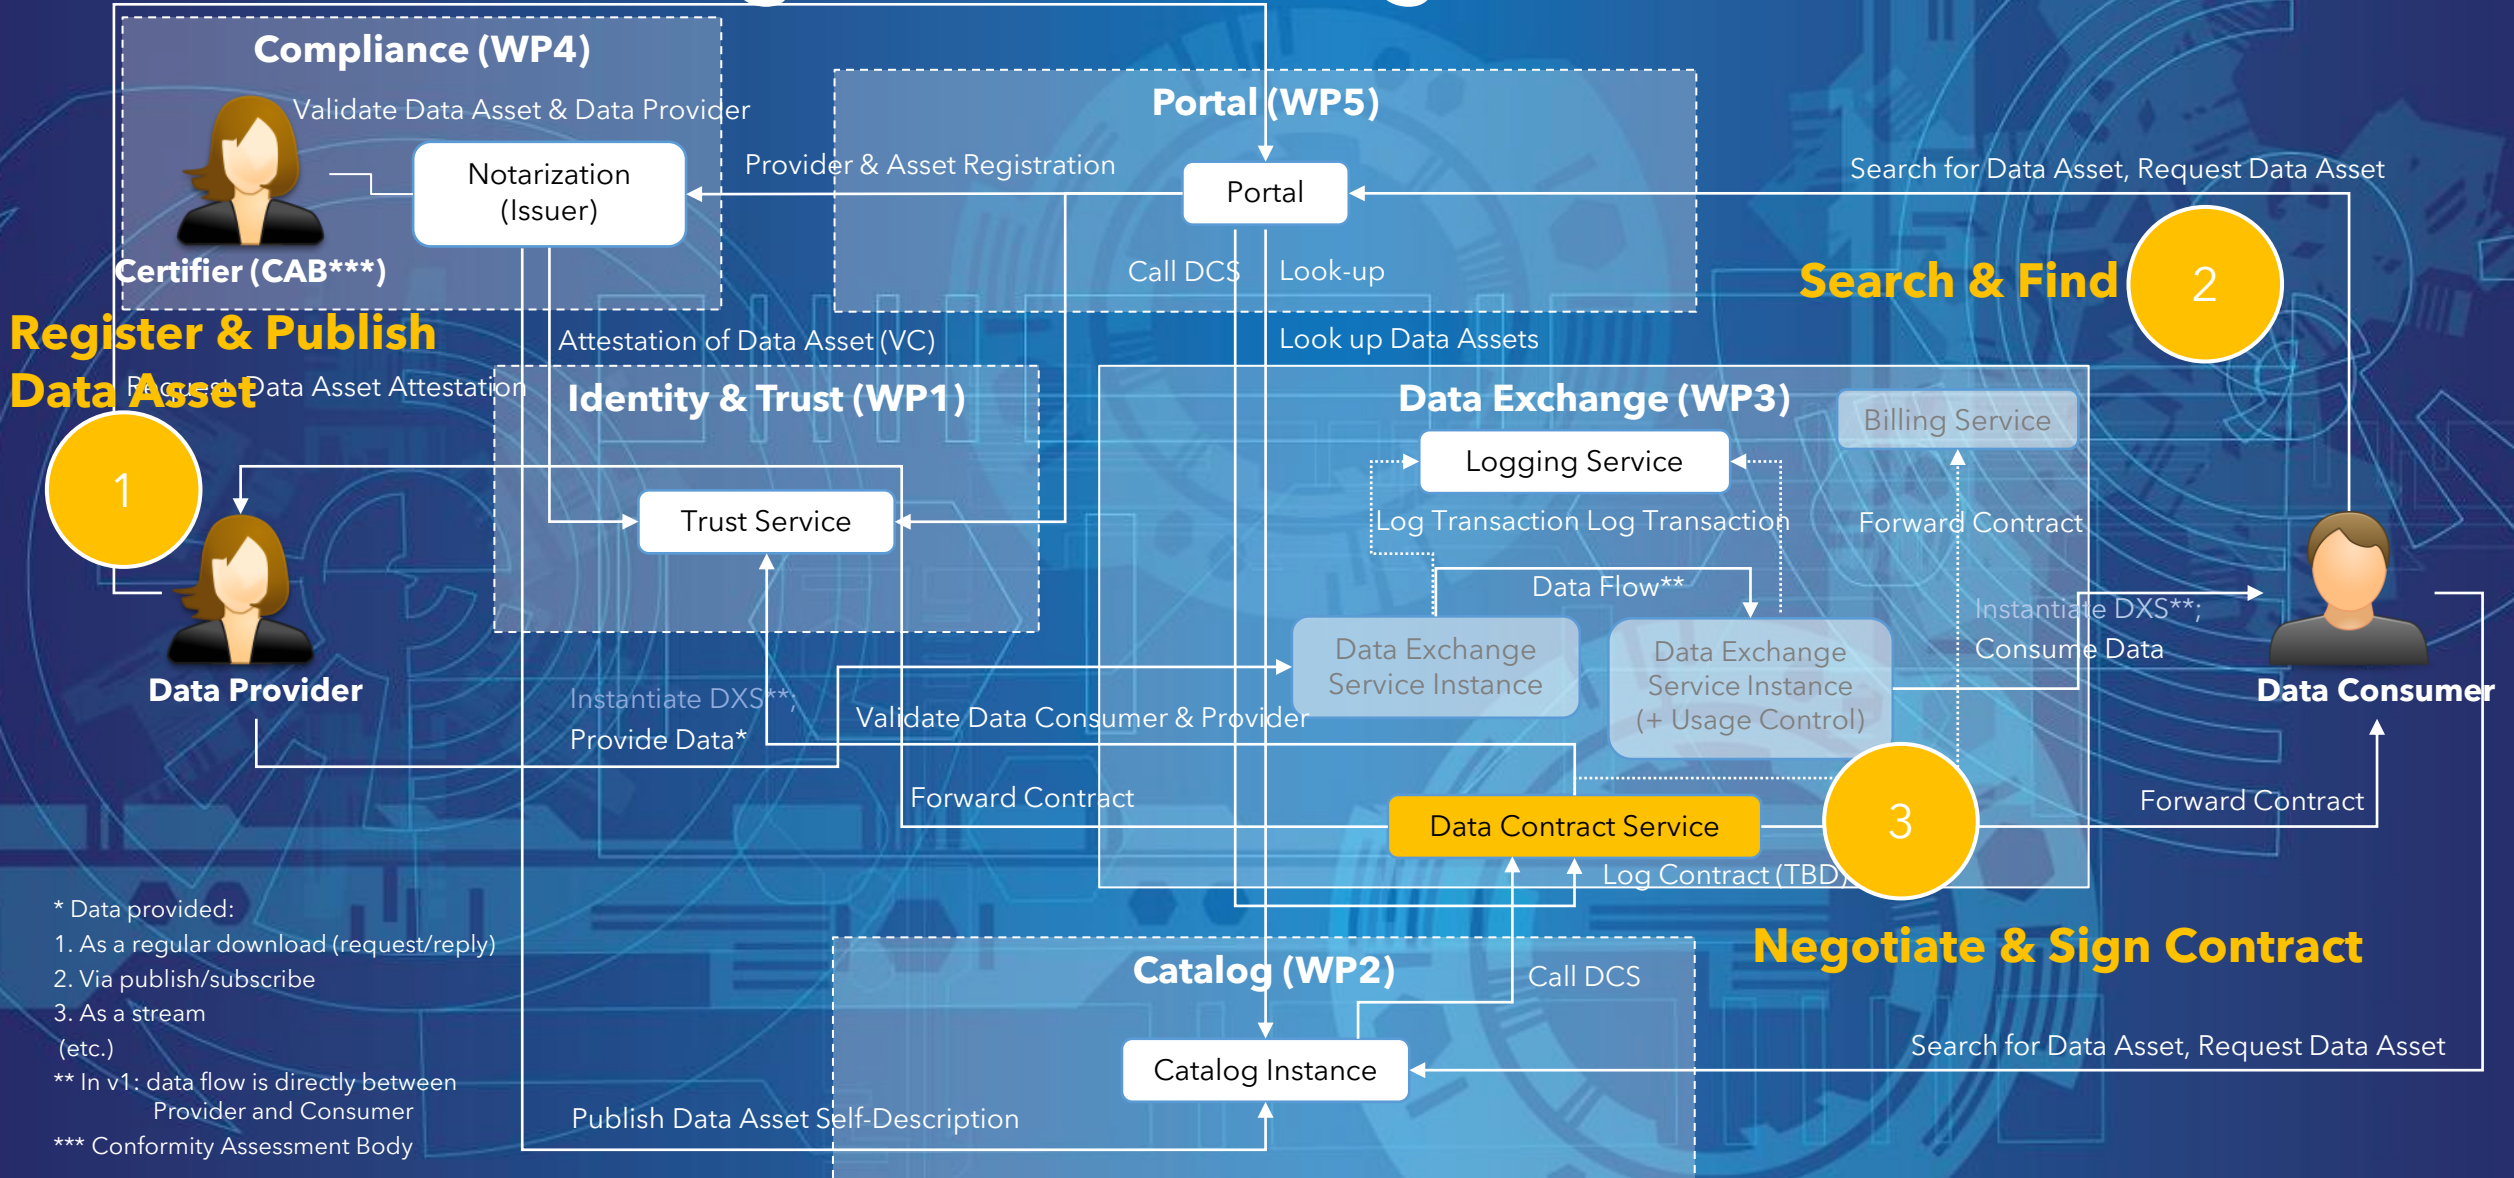 Compliance (WP4)
Validate Data Asset & Data Provider
Notarization
(Issuer)
Certifier (CAB***)
Provider & Asset Registration
Portal (WP5)
Portal
Call DCS
Look-up
Look up Data Assets
Search for Data Asset, Request Data Asset
Search & Find
2
Register & Publish
Data Asset
Request Data Asset Attestation
1
Attestation of Data Asset (VC)
Identity & Trust (WP1)
Trust Service
Data Exchange (WP3)
Billing Service
Logging Service
Log Transaction
Log Transaction
Forward Contract
Data Flow**
Data Exchange
Service Instance
Data Exchange
Service Instance
(+ Usage Control)
Instantiate DXS**;
Consume Data
Data Consumer
Data Provider
Instantiate DXS**;
Provide Data*
Validate Data Consumer & Provider
Forward Contract
Data Contract Service
3
Forward Contract
Log Contract (TBD)
Negotiate & Sign Contract
Catalog (WP2)
Call DCS
Catalog Instance
Search for Data Asset, Request Data Asset
Publish Data Asset Self-Description
* Data provided:
1. As a regular download (request/reply)
2. Via publish/subscribe
3. As a stream
(etc.)
** In v1: data flow is directly between
Provider and Consumer
*** Conformity Assessment Body